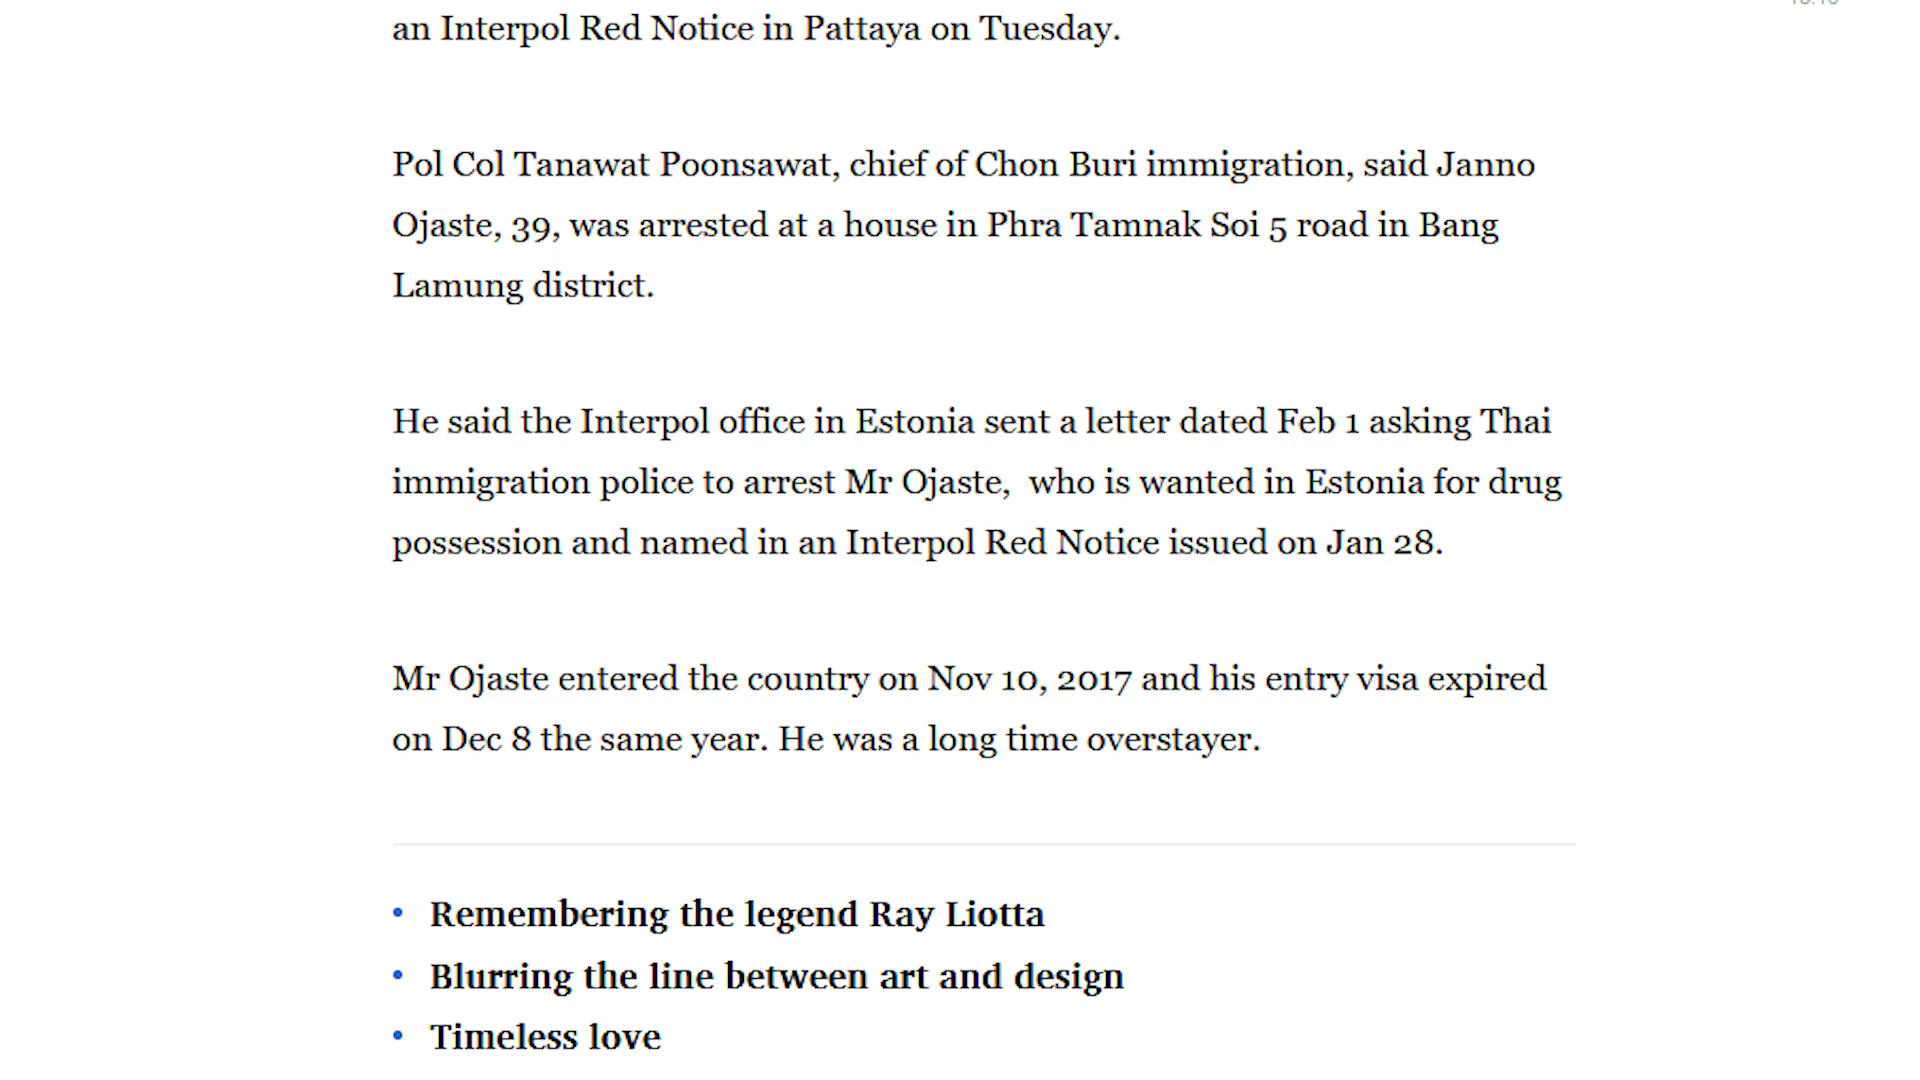 an Interpol Red Notice in Pattaya on Tuesday.
Pol Col Tanawat Poonsawat, chief of Chon Buri immigration, said Janno
Ojaste, 39, was arrested at a house in Phra Tamnak Soi 5 road in Bang
Lamung district.
He said the Interpol office in Estonia sent a letter dated Feb 1 asking Thai
immigration police to arrest Mr Ojaste,  who is wanted in Estonia for drug
possession and named in an Interpol Red Notice issued on Jan 28.
Mr Ojaste entered the country on Nov 10, 2017 and his entry visa expired
on Dec 8 the same year. He was a long time overstayer.
• Remembering the legend Ray Liotta
• Blurring the line between art and design
• Timeless love